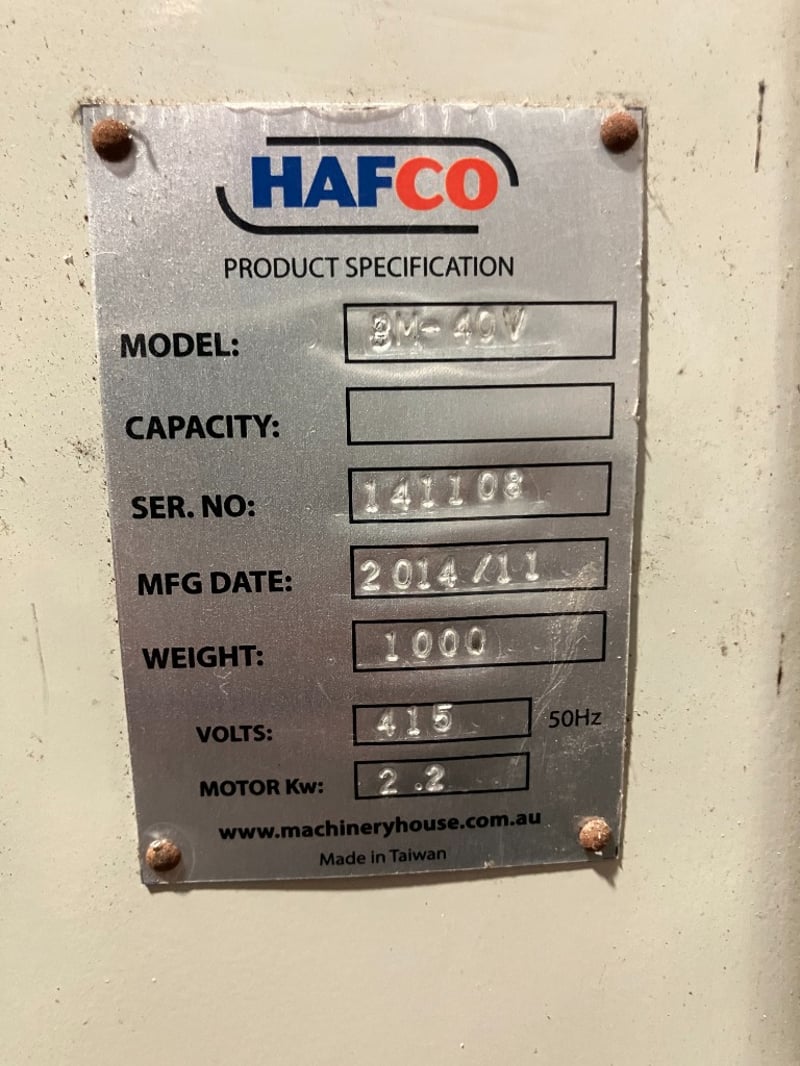 HAFCO
PRODUCT SPECIFICATION
MODEL: BM-40V
CAPACITY:
SER. NO: 141108
MFG DATE: 2014/11
WEIGHT: 1000
VOLTS: 415 50Hz
MOTOR Kw: 2.2
www.machineryhouse.com.au
Made in Taiwan